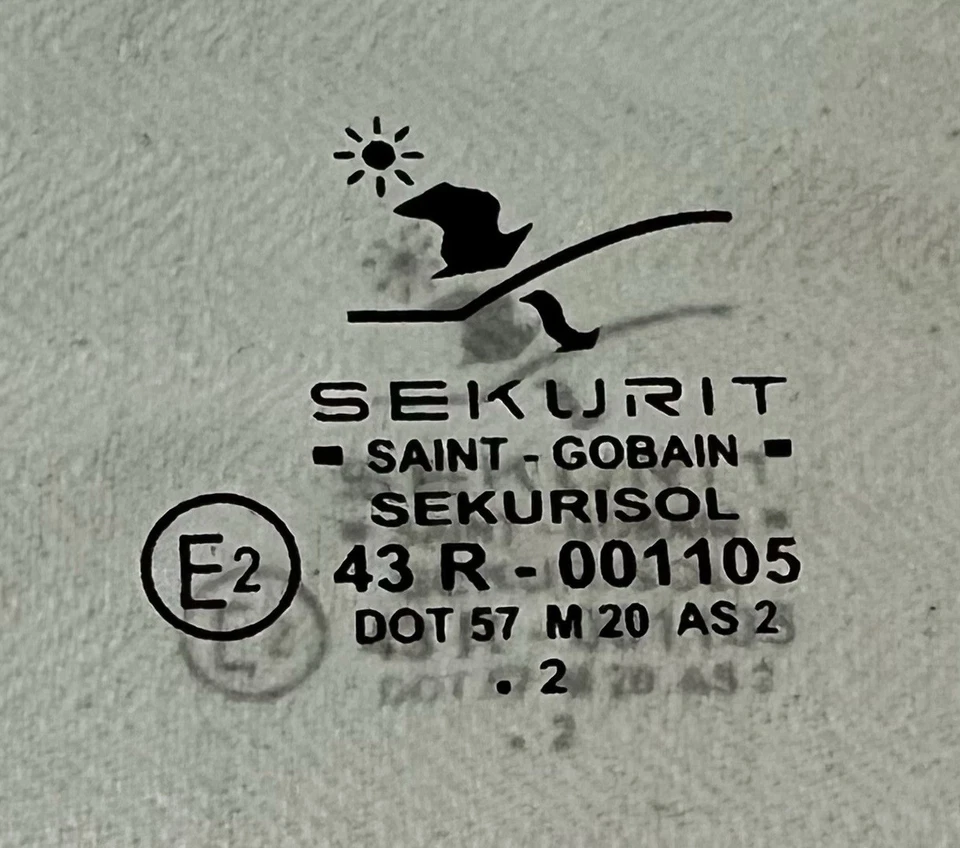 SEKURIT
SAINT - GOBAIN
SEKURISOL
E2 43 R - 001105
DOT 57 M 20 AS 2
. 2